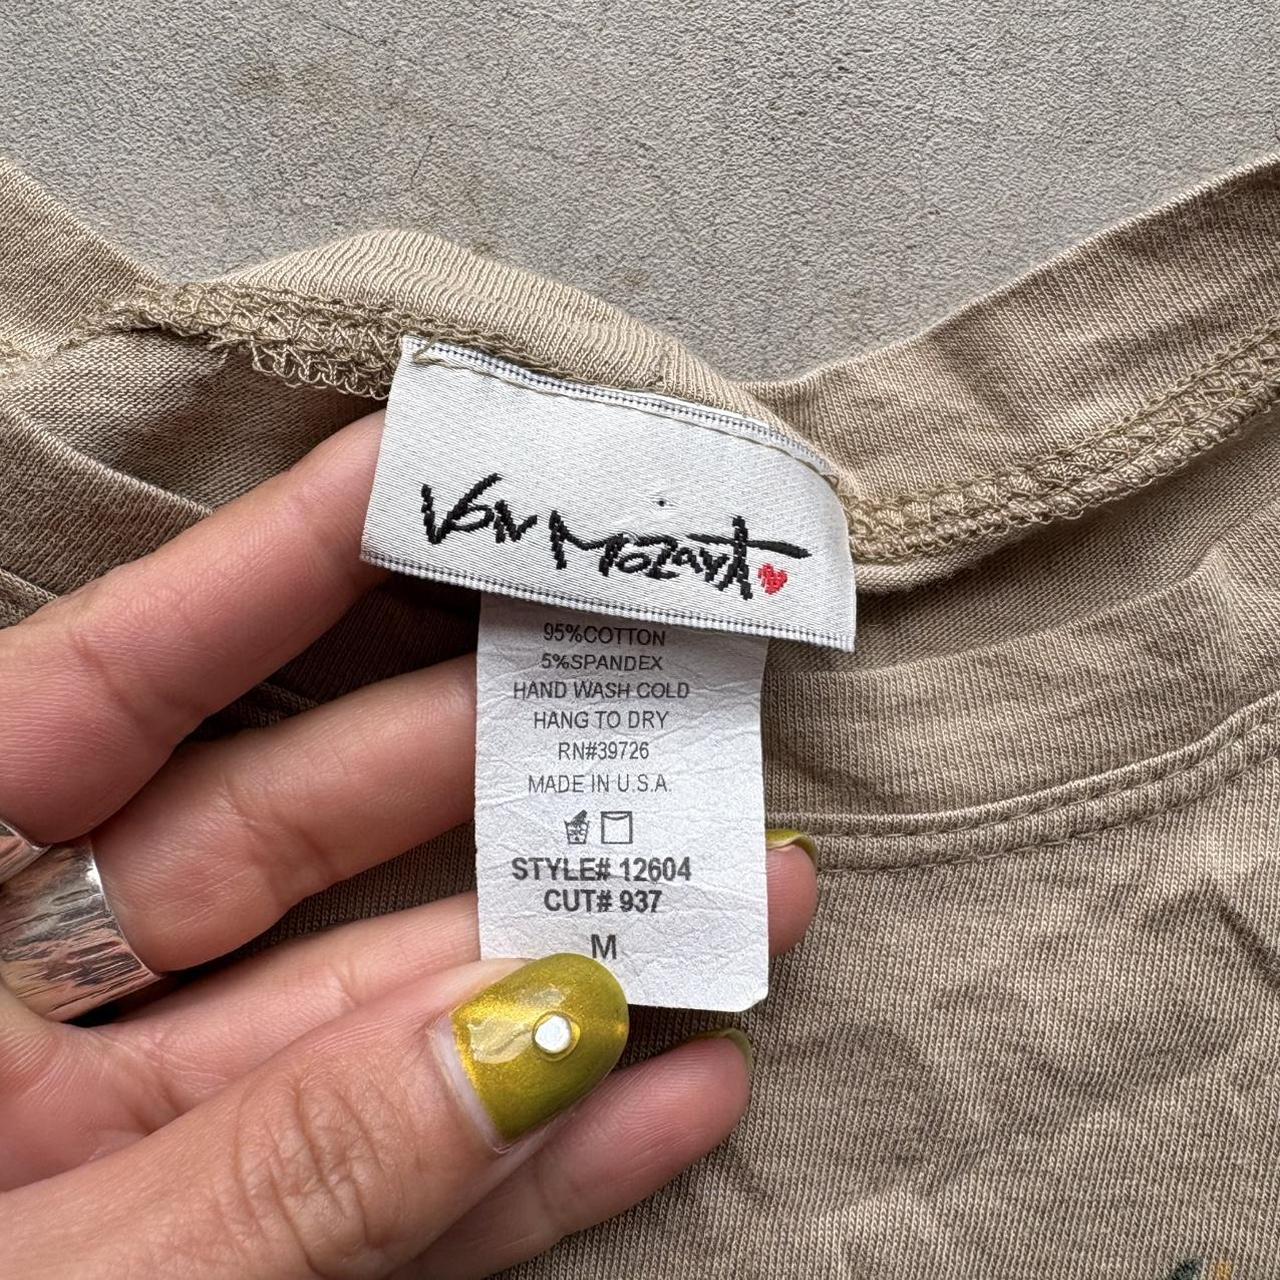 Von Mozart
95%COTTON
5%SPANDEX
HAND WASH COLD
HANG TO DRY
RN#39726
MADE IN U.S.A.
STYLE# 12604
CUT# 937
M